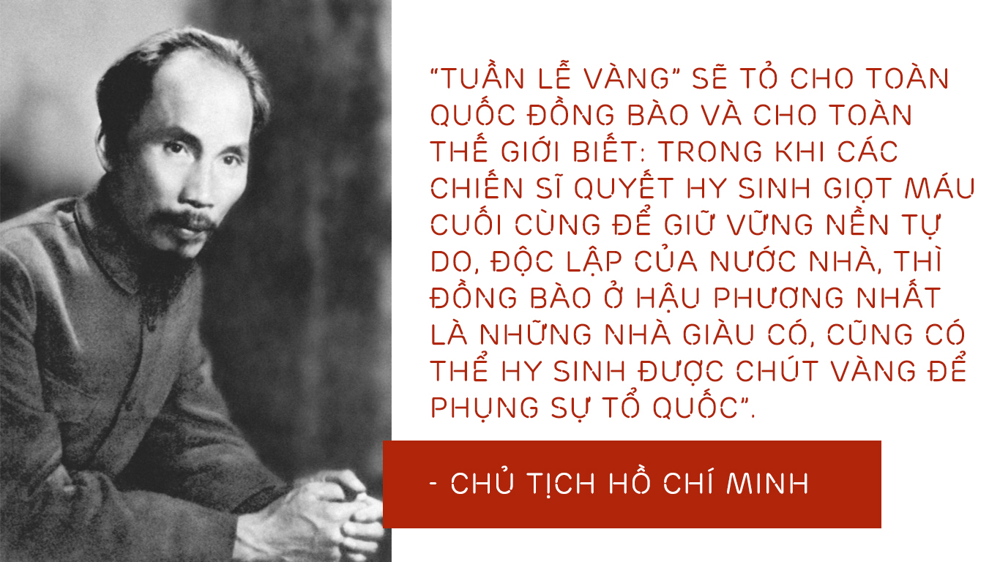 “TUẦN LỄ VÀNG” SẼ TỎ CHO TOÀN
QUỐC ĐỒNG BÀO VÀ CHO TOÀN
THẾ GIỚI BIẾT: TRONG KHI CÁC
CHIẾN SĨ QUYẾT HY SINH GIỌT MÁU
CUỐI CÙNG ĐỂ GIỮ VỮNG NỀN TỰ
DO, ĐỘC LẬP CỦA NƯỚC NHÀ, THÌ
ĐỒNG BÀO Ở HẬU PHƯƠNG NHẤT
LÀ NHỮNG NHÀ GIÀU CÓ, CŨNG CÓ
THỂ HY SINH ĐƯỢC CHÚT VÀNG ĐỂ
PHỤNG SỰ TỔ QUỐC”.
- CHỦ TỊCH HỒ CHÍ MINH